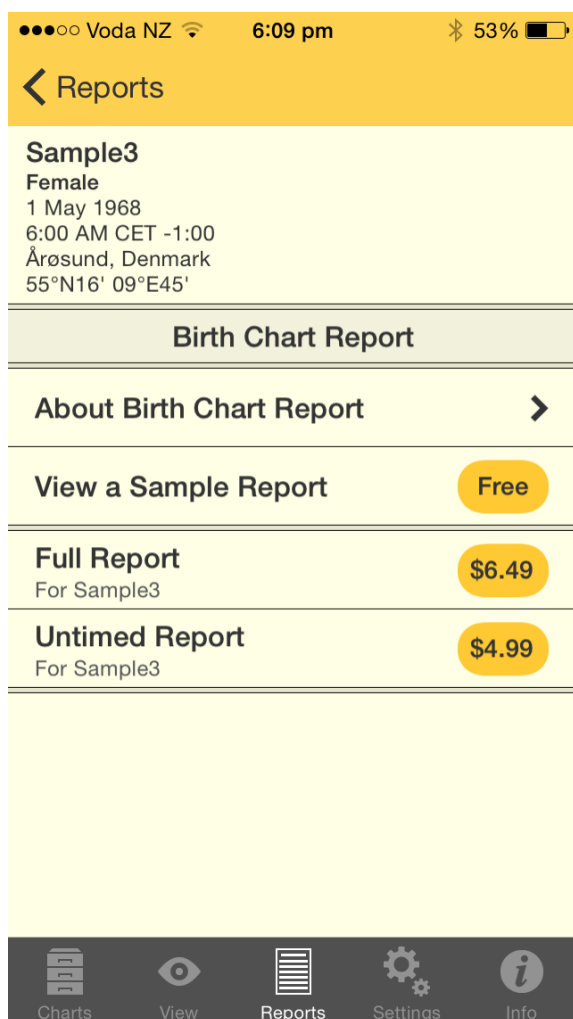 Voda NZ 6:09 pm 53%
Reports
Sample3
Female
1 May 1968
6:00 AM CET -1:00
Årøsund, Denmark
55°N16' 09°E45'
Birth Chart Report
About Birth Chart Report
View a Sample Report Free
Full Report
For Sample3
$6.49
Untimed Report
For Sample3
$4.99
Charts View Reports Settings Info